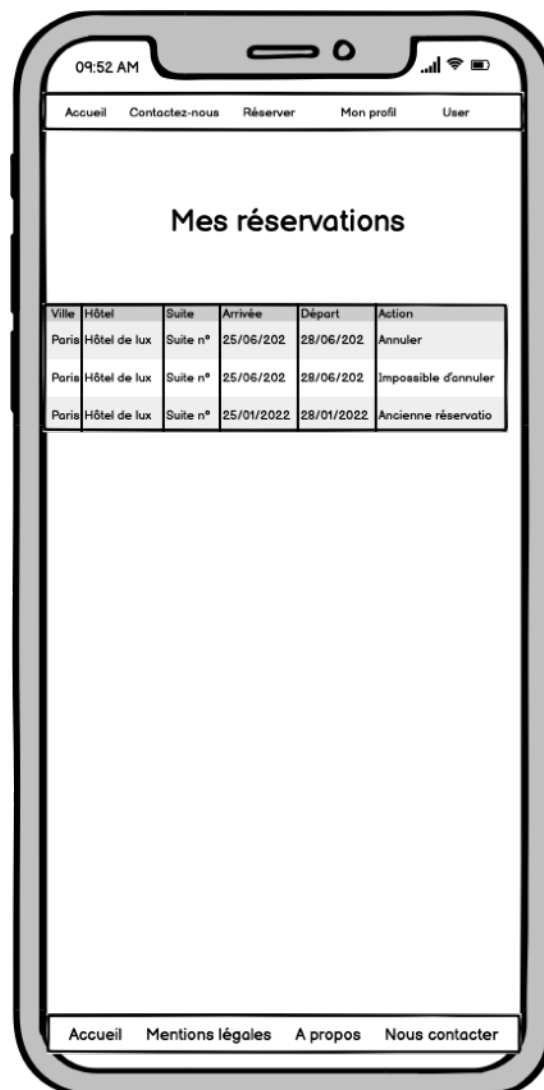 09:52 AM
Accueil Contactez-nous Réserver Mon profil User
Mes réservations
Ville Hôtel Suite Arrivée Départ Action
Paris Hôtel de lux Suite n° 25/06/202 28/06/202 Annuler
Paris Hôtel de lux Suite n° 25/06/202 28/06/202 Impossible d'annuler
Paris Hôtel de lux Suite n° 25/01/2022 28/01/2022 Ancienne réservatio
Accueil Mentions légales A propos Nous contacter